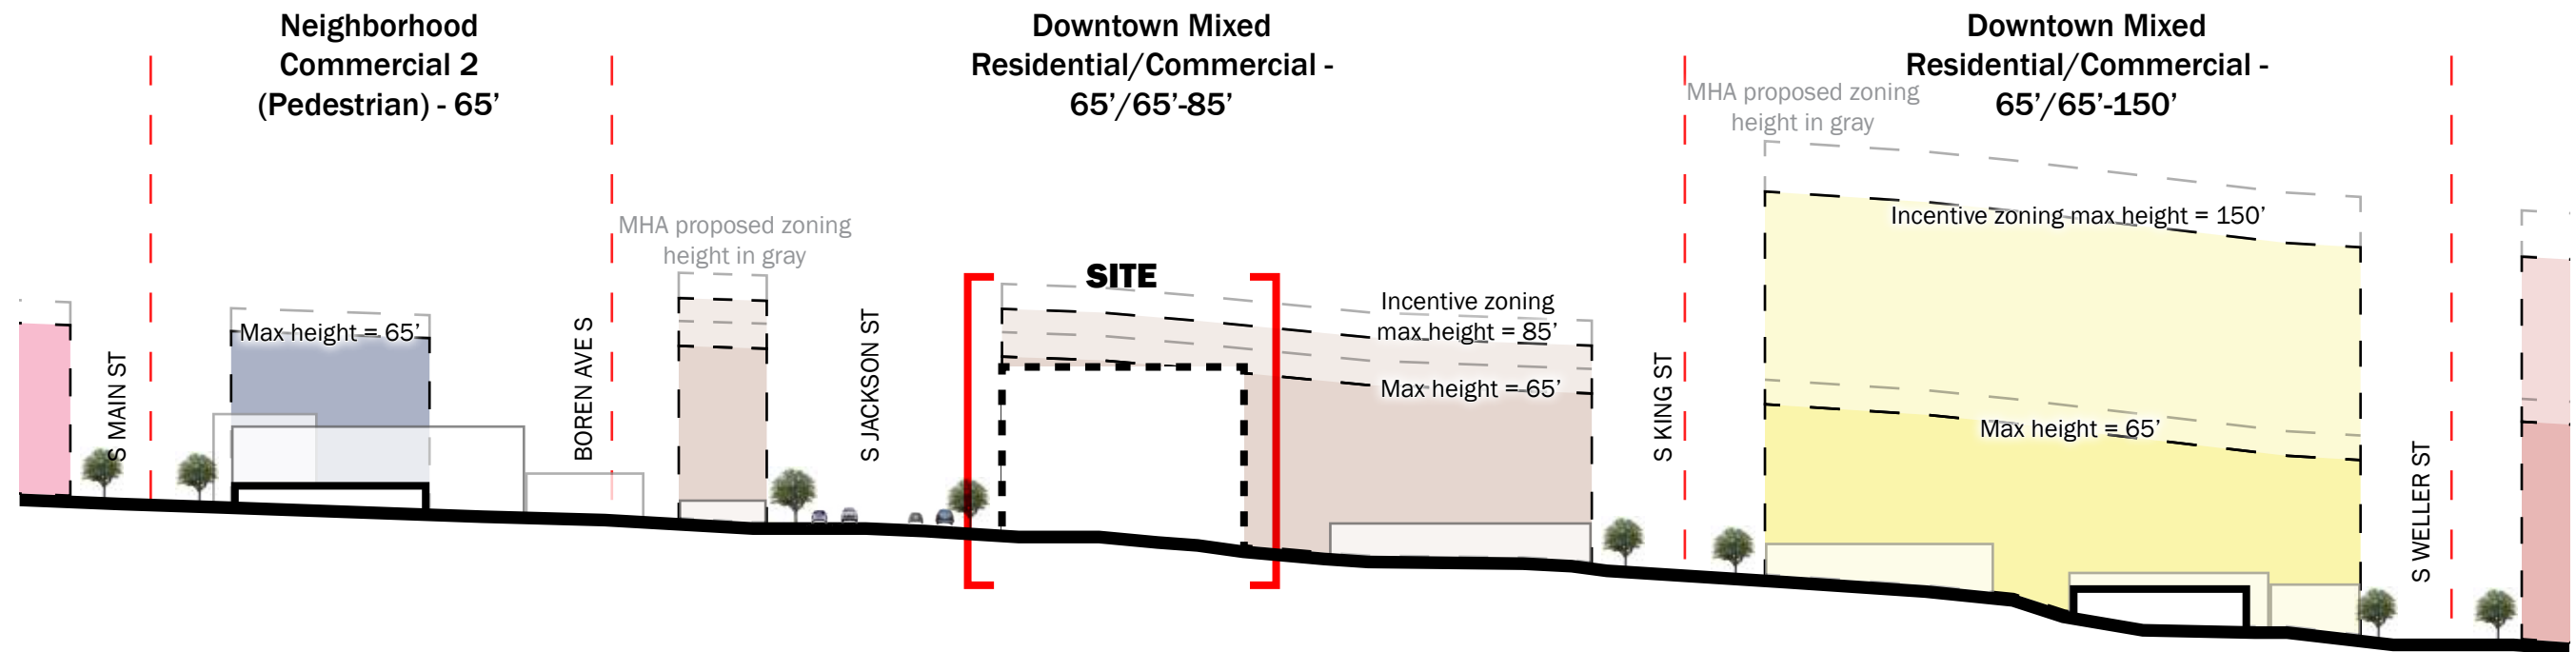 Neighborhood
Commercial 2
(Pedestrian) - 65’
Downtown Mixed
Residential/Commercial -
65’/65’-85’
Downtown Mixed
Residential/Commercial -
65’/65’-150’
MHA proposed zoning
height in gray
MHA proposed zoning
height in gray
Incentive zoning max height = 150’
SITE
Incentive zoning
max height = 85’
Max height = 65’
Max height = 65’
Max height = 65’
S MAIN ST
BOREN AVE S
S JACKSON ST
S KING ST
S WELLER ST